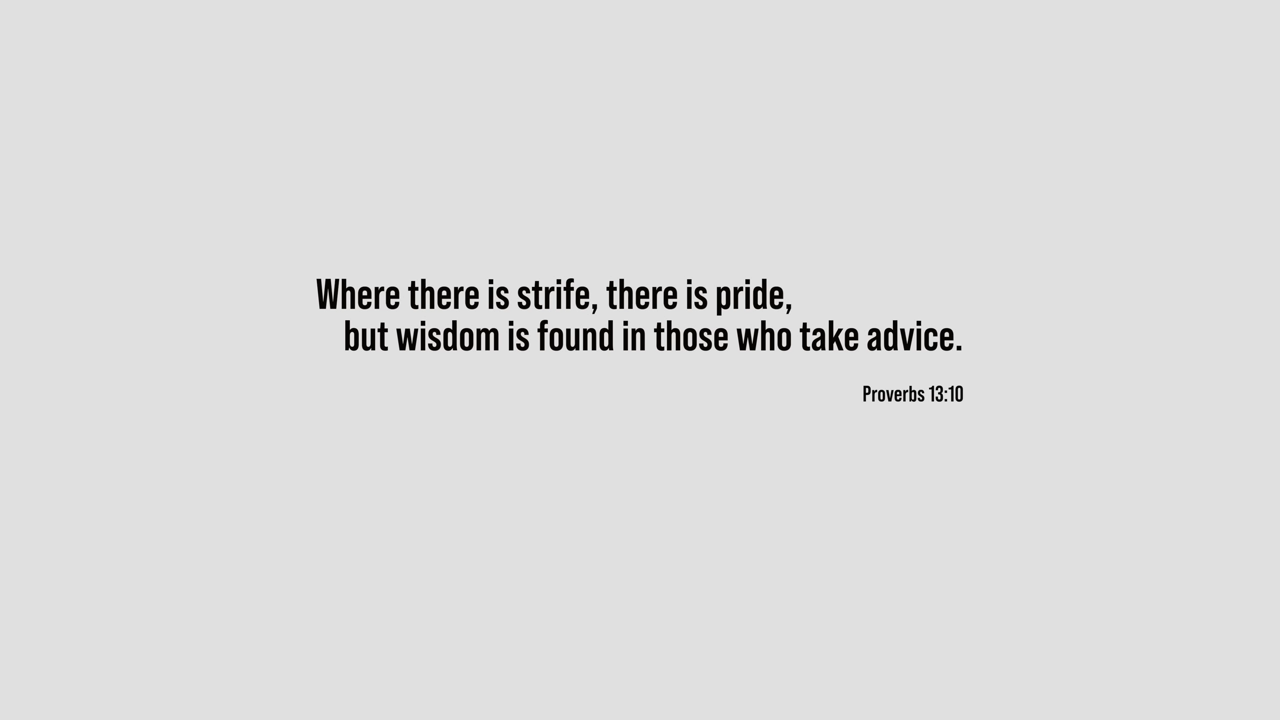 Where there is strife, there is pride,
but wisdom is found in those who take advice.
Proverbs 13:10